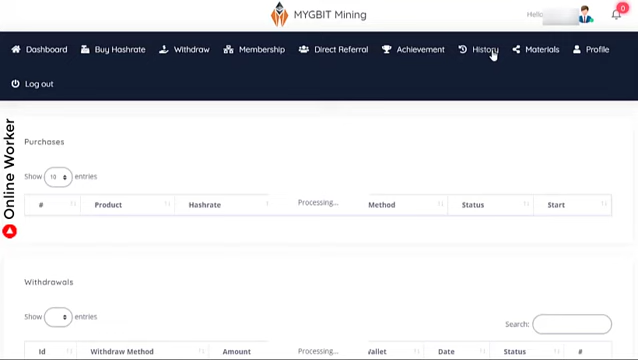 MYGBIT Mining
Hello
0
Dashboard Buy Hashrate Withdraw Membership Direct Referral Achievement History Materials Profile
Log out
Online Worker
Purchases
Show 10 entries
# Product Hashrate Processing... Method Status Start
Withdrawals
Show entries
Search:
Id Withdraw Method Amount Processing... Wallet Date Status #